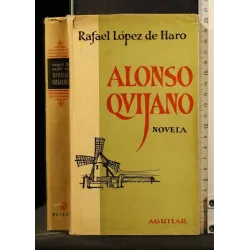 Rafael López de Haro
ALONSO
QVIJANO
NOVELA
AGUILAR